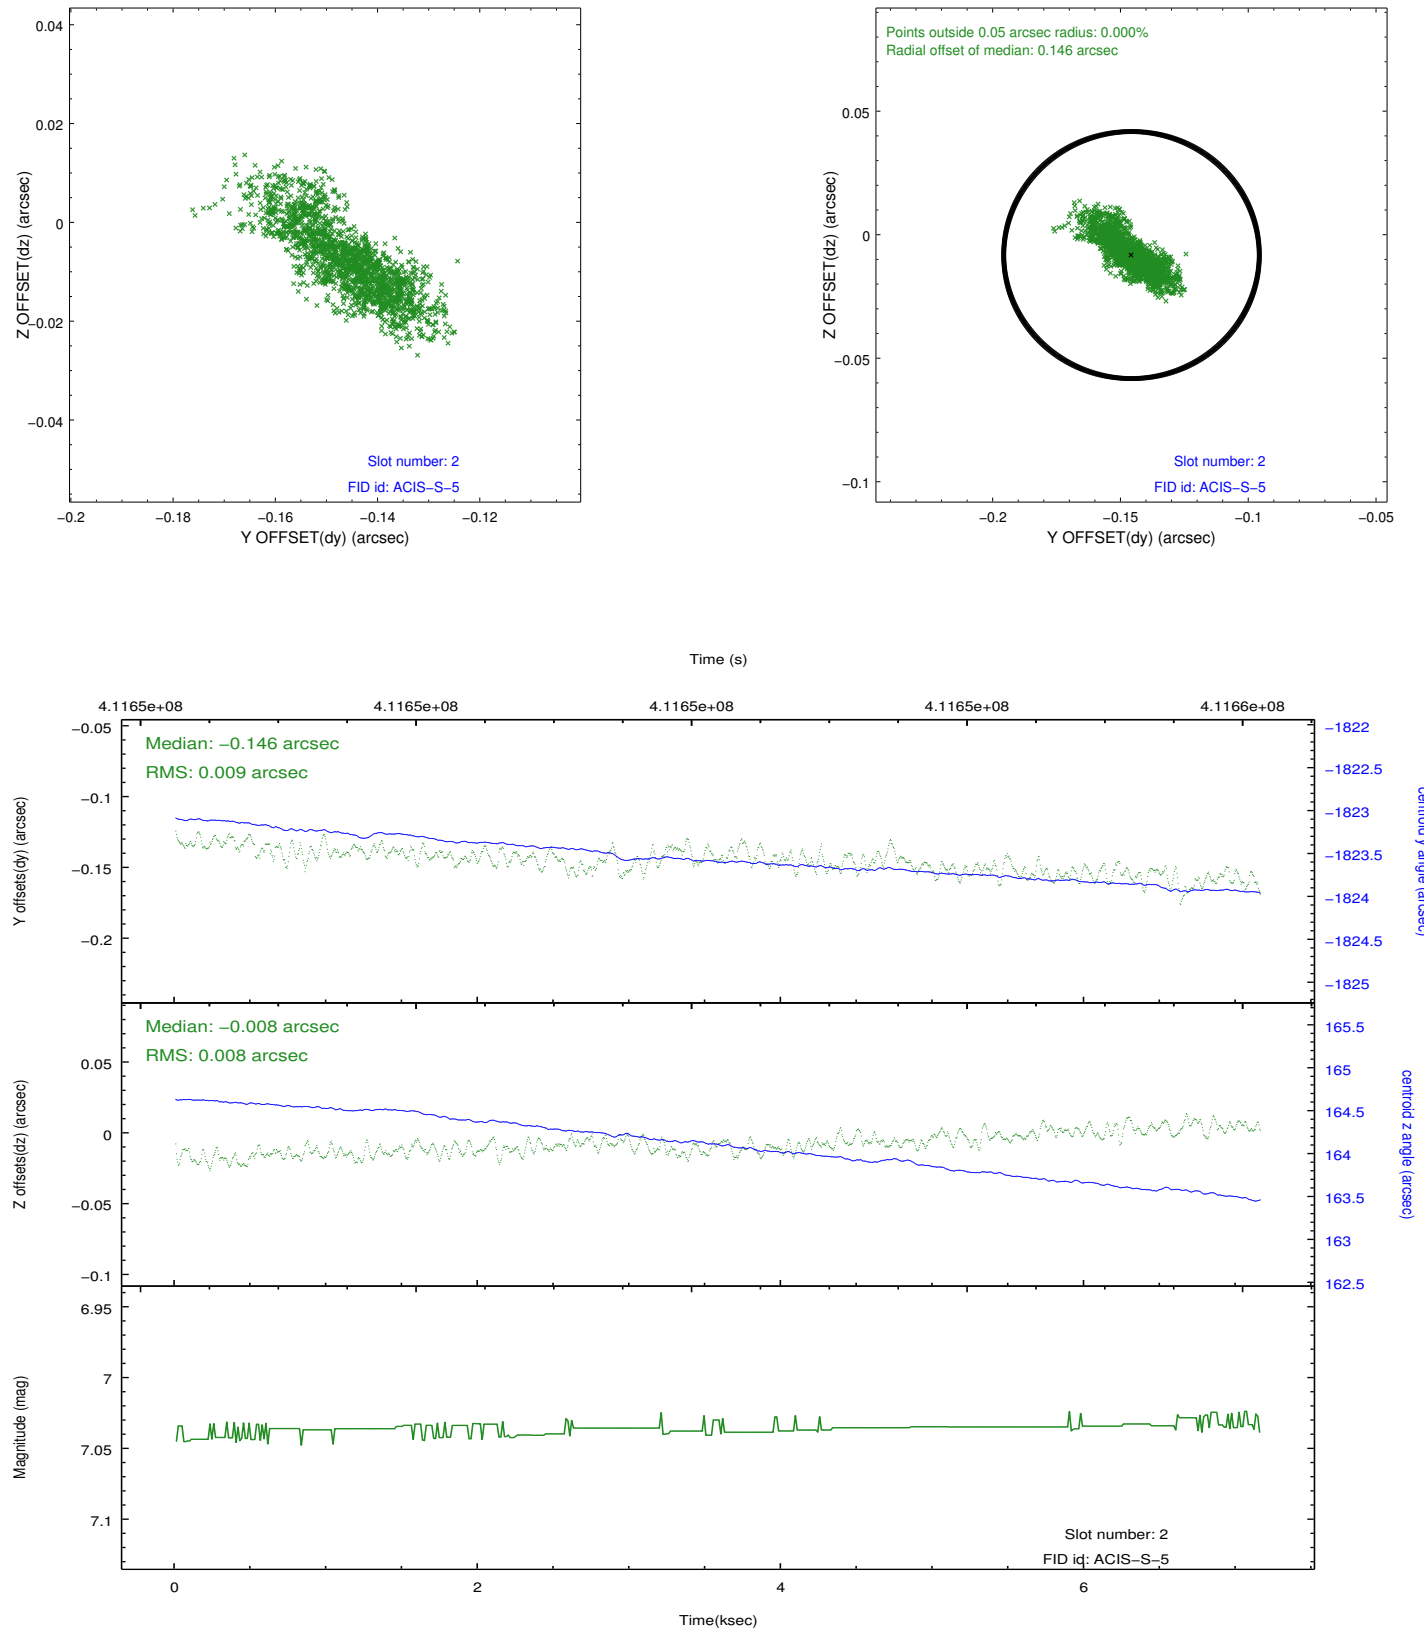 0.04
0.02
0
−0.02
−0.04
Z OFFSET(dz) (arcsec)
Slot number: 2
FID id: ACIS−S−5
−0.2
−0.18
−0.16
−0.14
−0.12
Y OFFSET(dy) (arcsec)
Points outside 0.05 arcsec radius: 0.000%
Radial offset of median: 0.146 arcsec
0.05
0
−0.05
−0.1
Z OFFSET(dz) (arcsec)
Slot number: 2
FID id: ACIS−S−5
−0.2
−0.15
−0.1
−0.05
Y OFFSET(dy) (arcsec)
Time (s)
4.1165e+08
4.1165e+08
4.1165e+08
4.1165e+08
4.1166e+08
−0.05
−0.1
−0.15
−0.2
Y offsets(dy) (arcsec)
Median: −0.146 arcsec
RMS: 0.009 arcsec
−1822
−1822.5
−1823
−1823.5
−1824
−1824.5
−1825
centroid y angle (arcsec)
0.05
0
−0.05
−0.1
Z offsets(dz) (arcsec)
Median: −0.008 arcsec
RMS: 0.008 arcsec
165.5
165
164.5
164
163.5
163
162.5
centroid z angle (arcsec)
6.95
7
7.05
7.1
Magnitude (mag)
Slot number: 2
FID id: ACIS−S−5
0
2
4
6
Time(ksec)